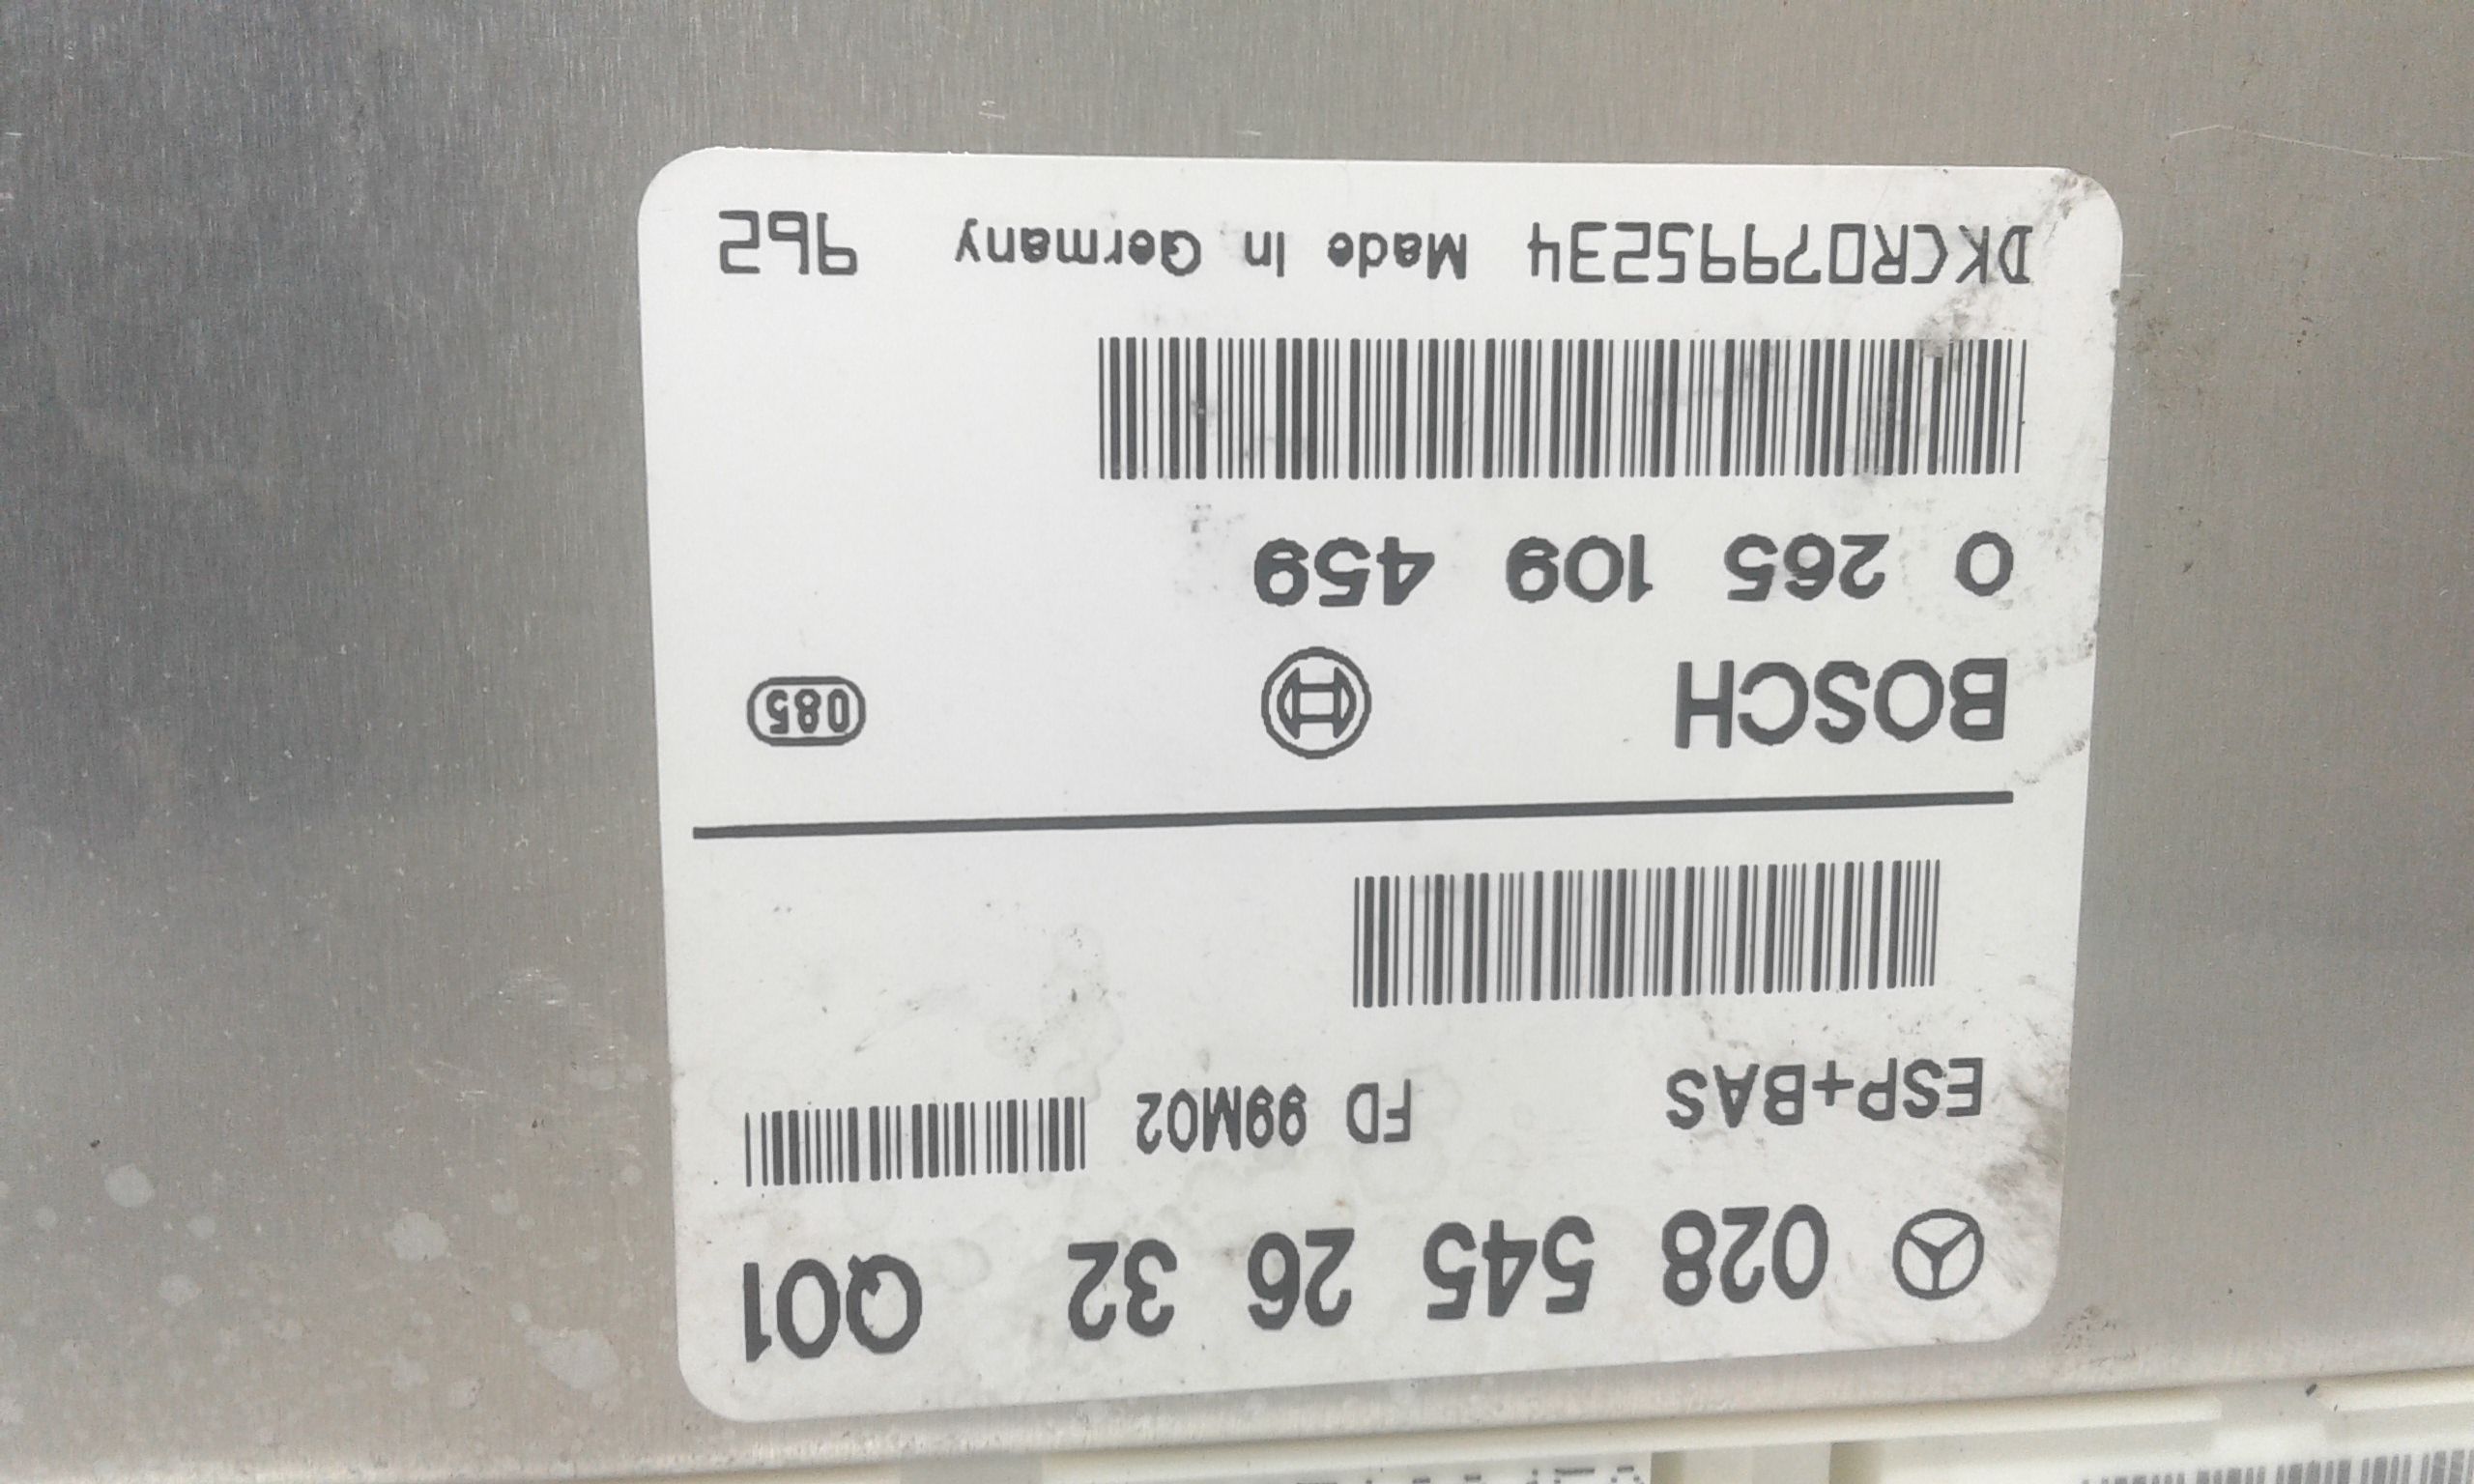 028 545 26 32 Q01
ESP+BAS FD 99M02
BOSCH 085
0 265 109 459
DKCR07995234 Made In Germany 962